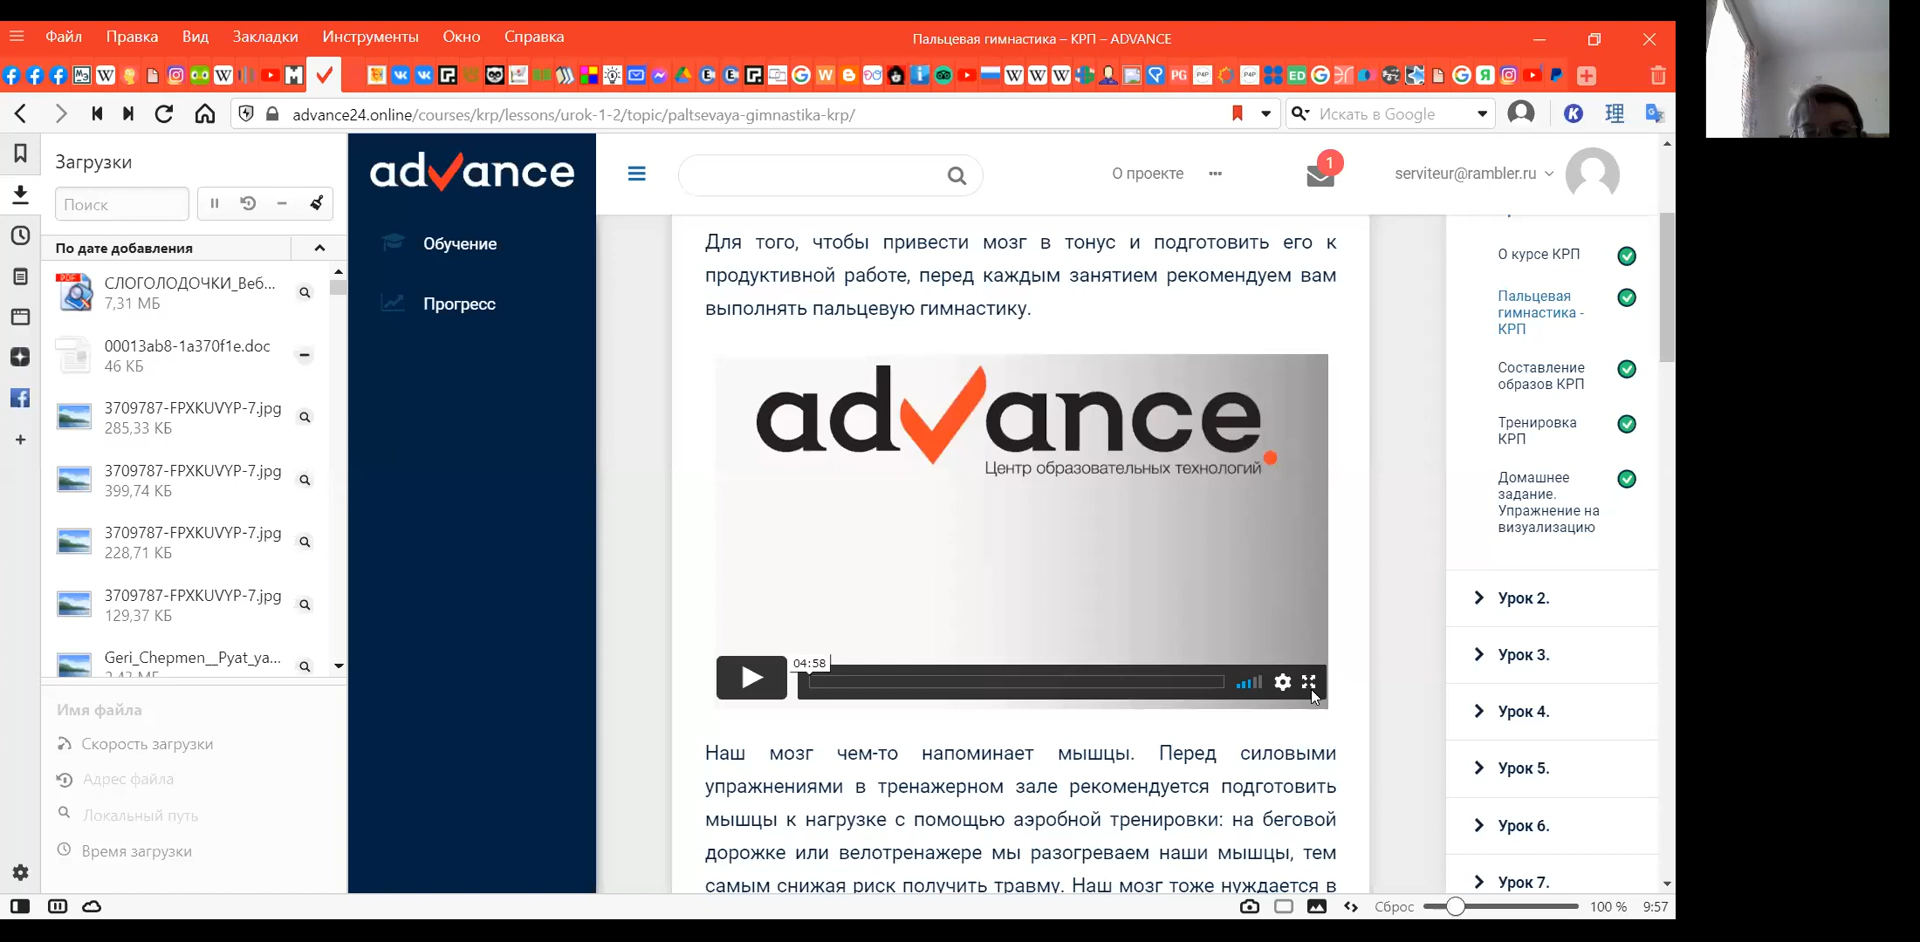 Файл Правка Вид Закладки Инструменты Окно Справка
Пальцевая гимнастика – КРП – ADVANCE
advance24.online/courses/krp/lessons/urok-1-2/topic/paltsevaya-gimnastika-krp/
Искать в Google
Загрузки
Поиск
По дате добавления
СЛОГОЛОДОЧКИ_Веб...
7,31 МБ
00013ab8-1a370f1e.doc
46 КБ
3709787-FPXKUVYP-7.jpg
285,33 КБ
3709787-FPXKUVYP-7.jpg
399,74 КБ
3709787-FPXKUVYP-7.jpg
228,71 КБ
3709787-FPXKUVYP-7.jpg
129,37 КБ
Geri_Chepmen__Pyat_ya...
Имя файла
Скорость загрузки
Адрес файла
Локальный путь
Время загрузки
advance
Обучение
Прогресс
О проекте
1
serviteur@rambler.ru
Для того, чтобы привести мозг в тонус и подготовить его к
продуктивной работе, перед каждым занятием рекомендуем вам
выполнять пальцевую гимнастику.
advance.
Центр образовательных технологий
04:58
Наш мозг чем-то напоминает мышцы. Перед силовыми
упражнениями в тренажерном зале рекомендуется подготовить
мышцы к нагрузке с помощью аэробной тренировки: на беговой
дорожке или велотренажере мы разогреваем наши мышцы, тем
самым снижая риск получить травму. Наш мозг тоже нуждается в
О курсе КРП
Пальцевая
гимнастика -
КРП
Составление
образов КРП
Тренировка
КРП
Домашнее
задание.
Упражнение на
визуализацию
Урок 2.
Урок 3.
Урок 4.
Урок 5.
Урок 6.
Урок 7.
Сброс
100 %
9:57